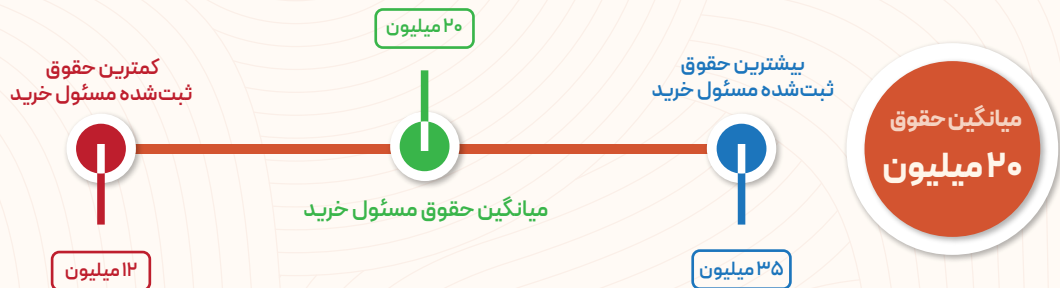 میانگین حقوق
۲۰ میلیون
بیشترین حقوق
ثبت‌شده مسئول خرید
۳۵ میلیون
۲۰ میلیون
میانگین حقوق مسئول خرید
کمترین حقوق
ثبت‌شده مسئول خرید
۱۲ میلیون